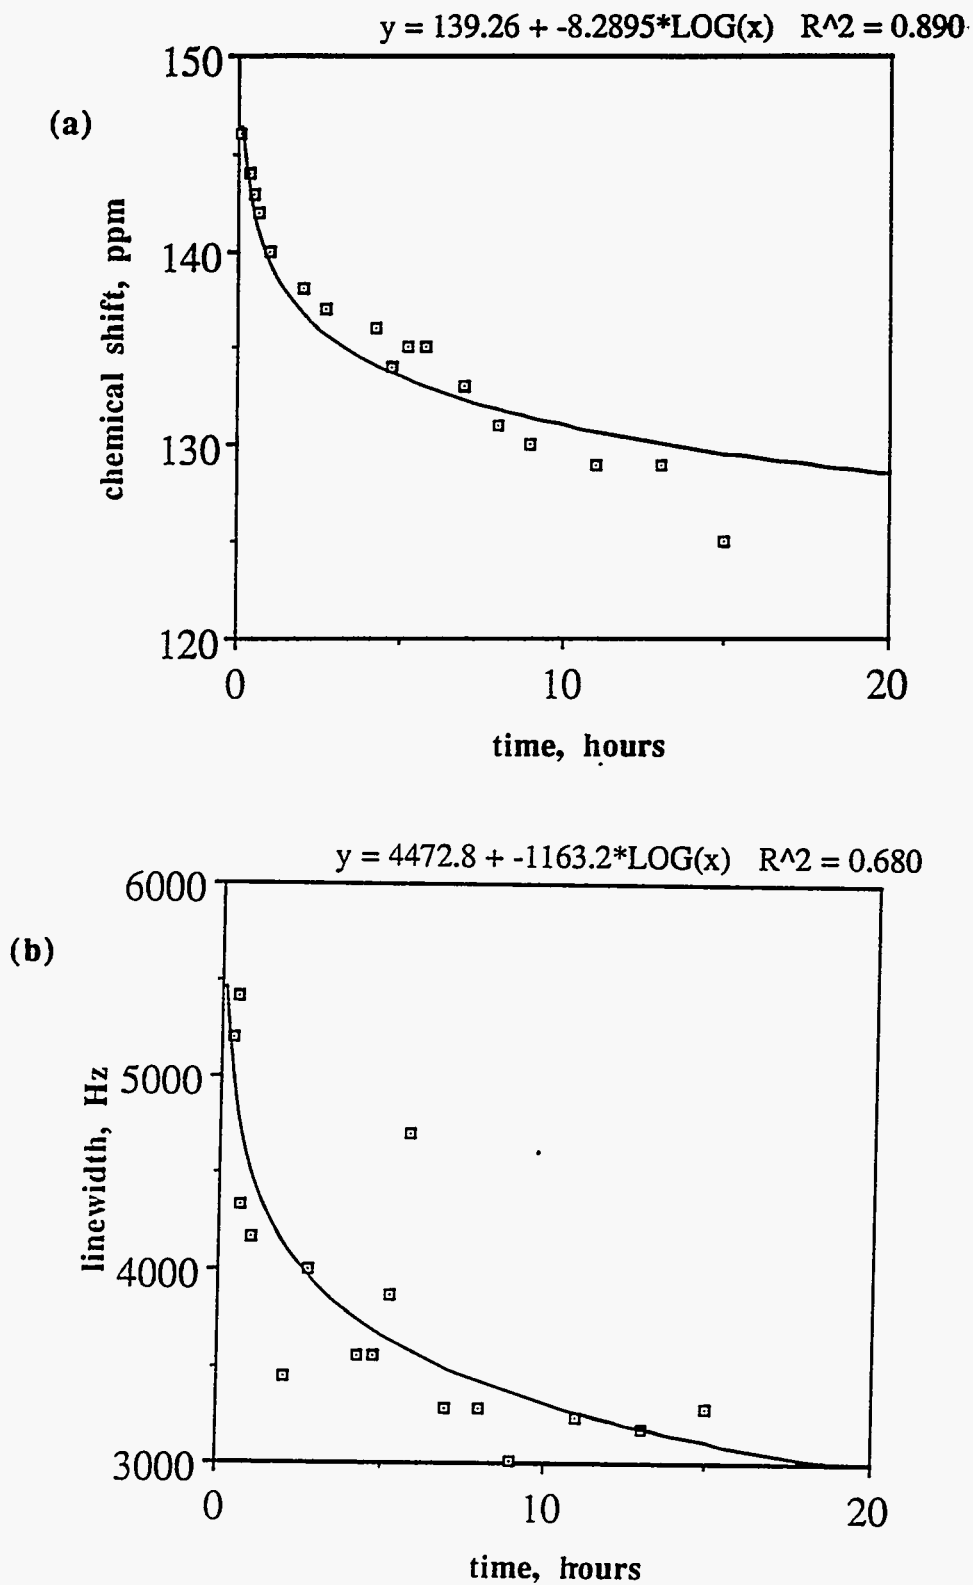 y = 139.26 + -8.2895*LOG(x) R^2 = 0.890
(a)
150
140
130
120
chemical shift, ppm
0 10 20
time, hours
y = 4472.8 + -1163.2*LOG(x) R^2 = 0.680
(b)
6000
5000
4000
3000
linewidth, Hz
0 10 20
time, hours